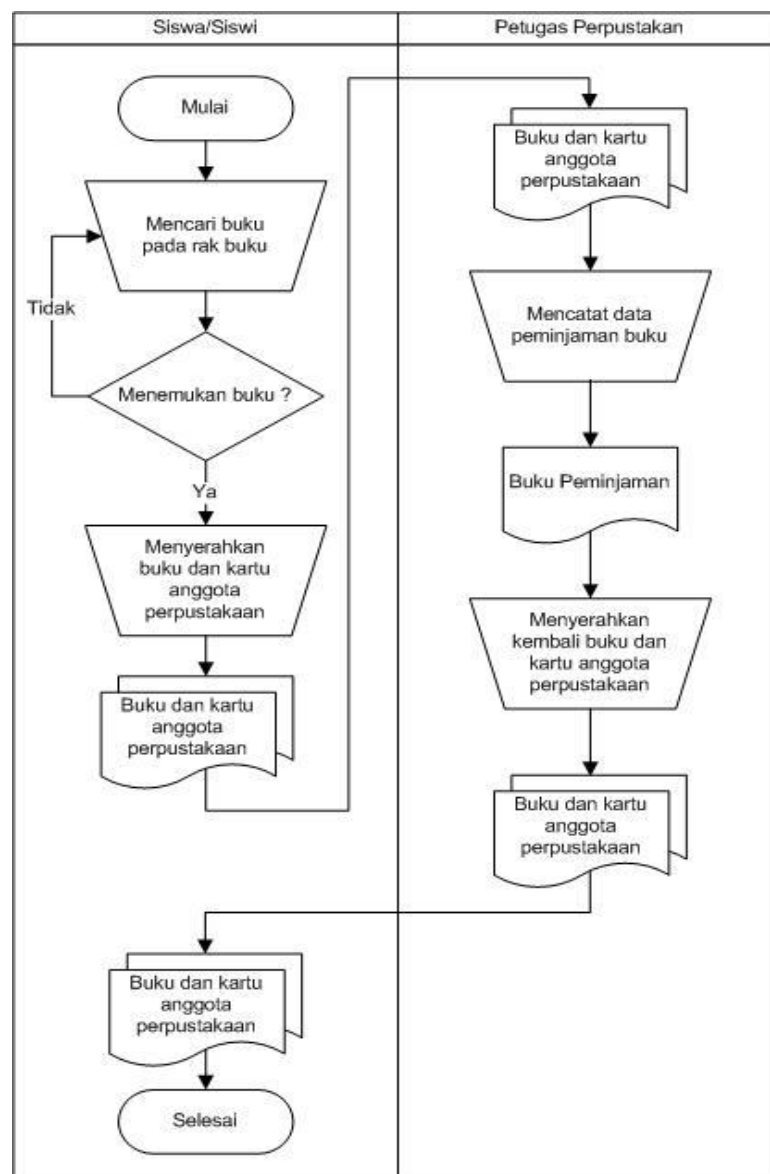 Siswa/Siswi
Petugas Perpustakan
Mulai
Mencari buku
pada rak buku
Tidak
Menemukan buku ?
Ya
Menyerahkan
buku dan kartu
anggota
perpustakaan
Buku dan kartu
anggota
perpustakaan
Buku dan kartu
anggota
perpustakaan
Mencatat data
peminjaman buku
Buku Peminjaman
Menyerahkan
kembali buku dan
kartu anggota
perpustakaan
Buku dan kartu
anggota
perpustakaan
Buku dan kartu
anggota
perpustakaan
Selesai